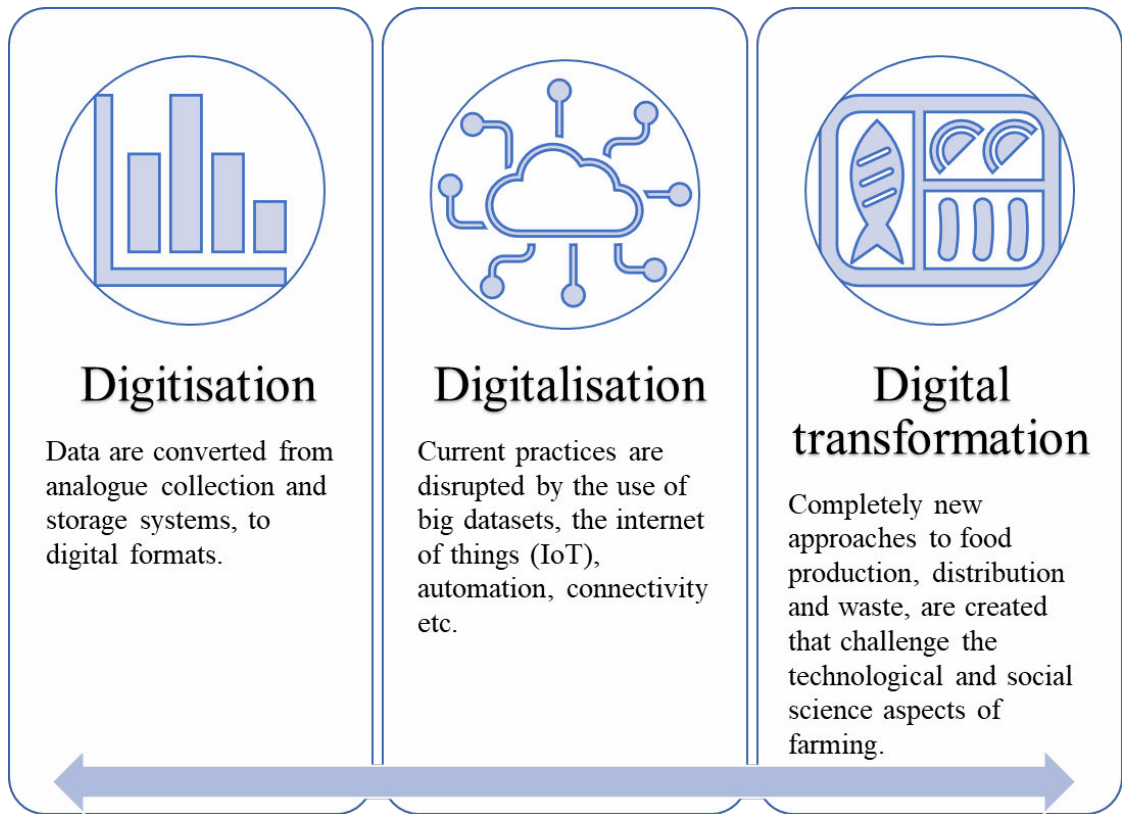 Digitisation
Data are converted from
analogue collection and
storage systems, to
digital formats.
Digitalisation
Current practices are
disrupted by the use of
big datasets, the internet
of things (IoT),
automation, connectivity
etc.
Digital
transformation
Completely new
approaches to food
production, distribution
and waste, are created
that challenge the
technological and social
science aspects of
farming.